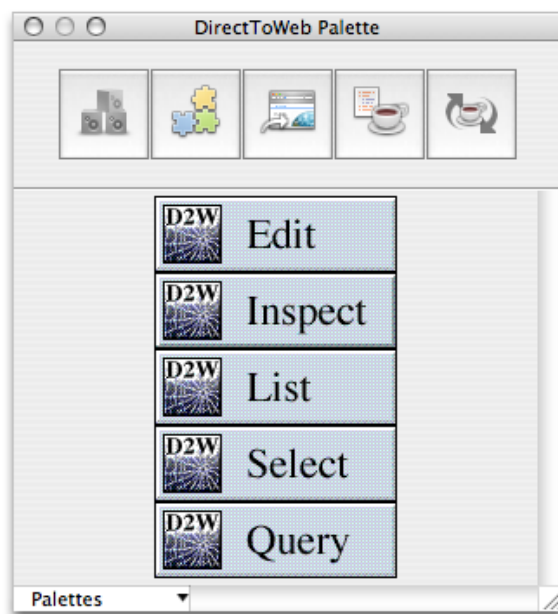 DirectToWeb Palette
D2W Edit
D2W Inspect
D2W List
D2W Select
D2W Query
Palettes